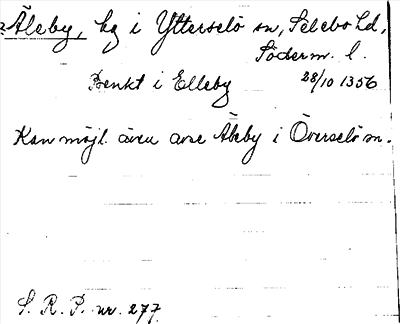 ?Äleby, by i Ytterselö sn, Selebo hd,
Söderm. l.
Benkt i Elleby 28/10 1356
Kan möjl. även avse Åleby i Överselö sn.
S. R. P. nr. 277.